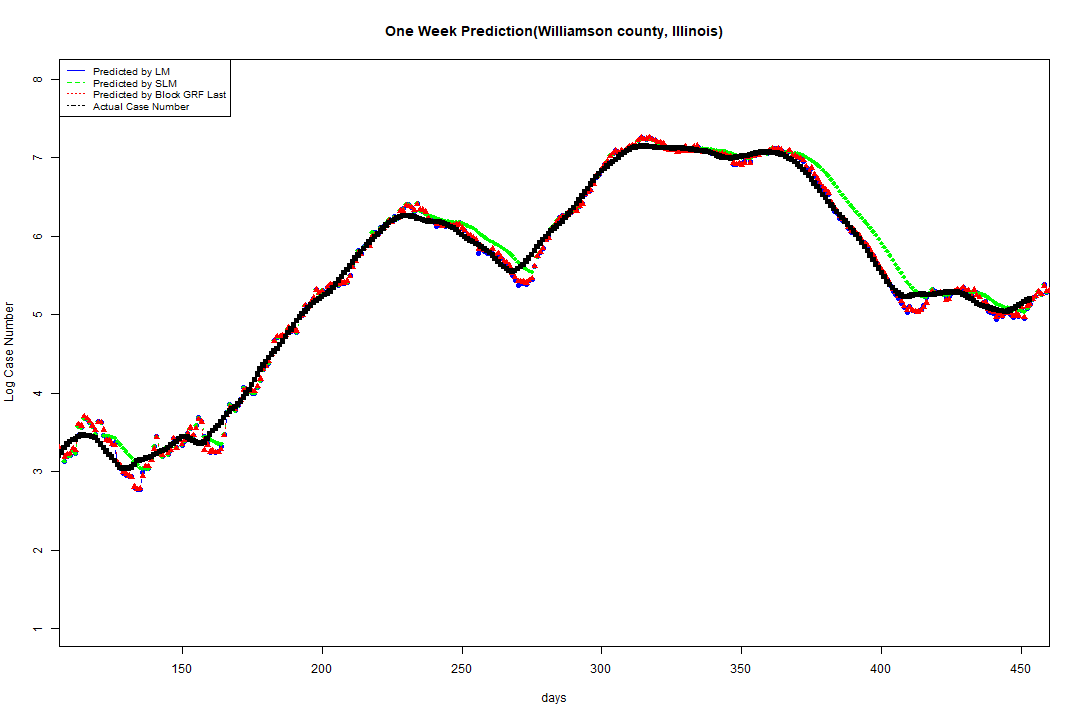 One Week Prediction(Williamson county, Illinois)
Predicted by LM
Predicted by SLM
Predicted by Block GRF Last
Actual Case Number
8
7
6
5
4
3
2
1
Log Case Number
150 200 250 300 350 400 450
days